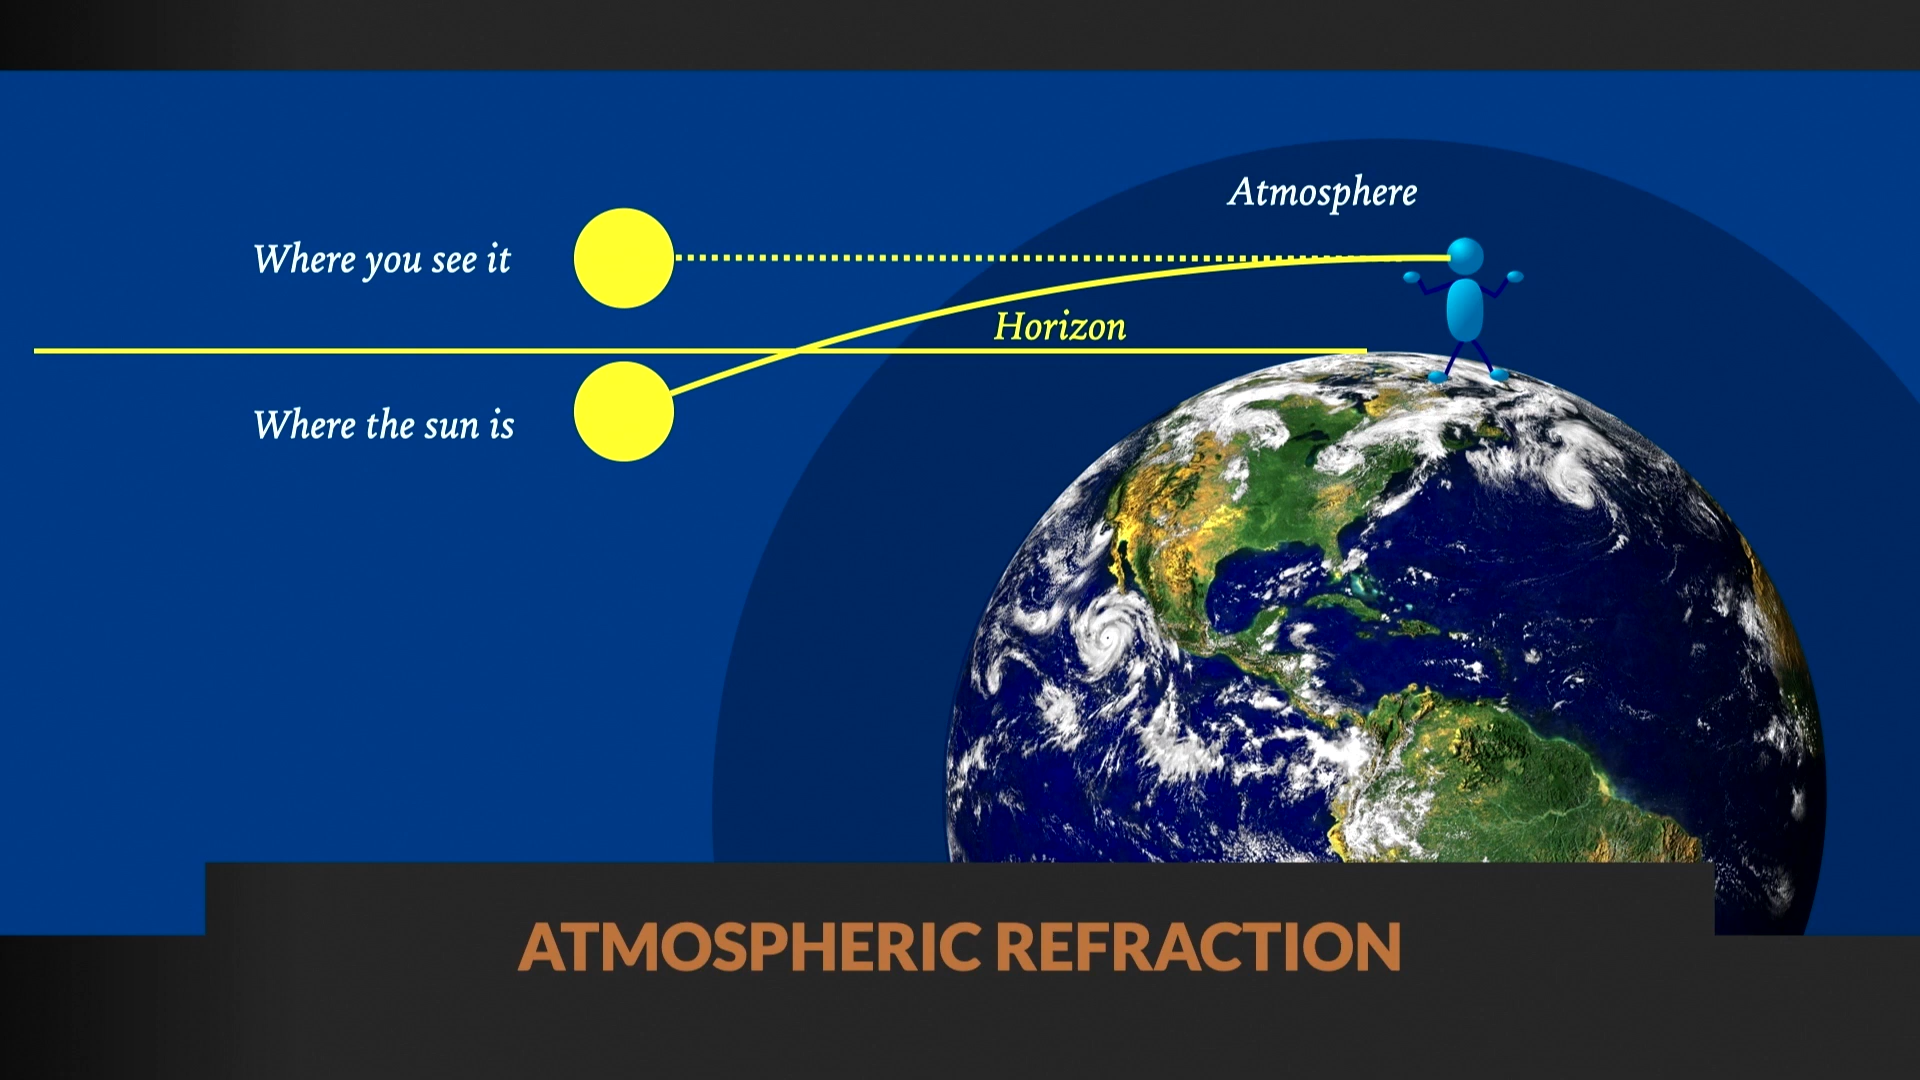 Atmosphere
Where you see it
Horizon
Where the sun is
ATMOSPHERIC REFRACTION